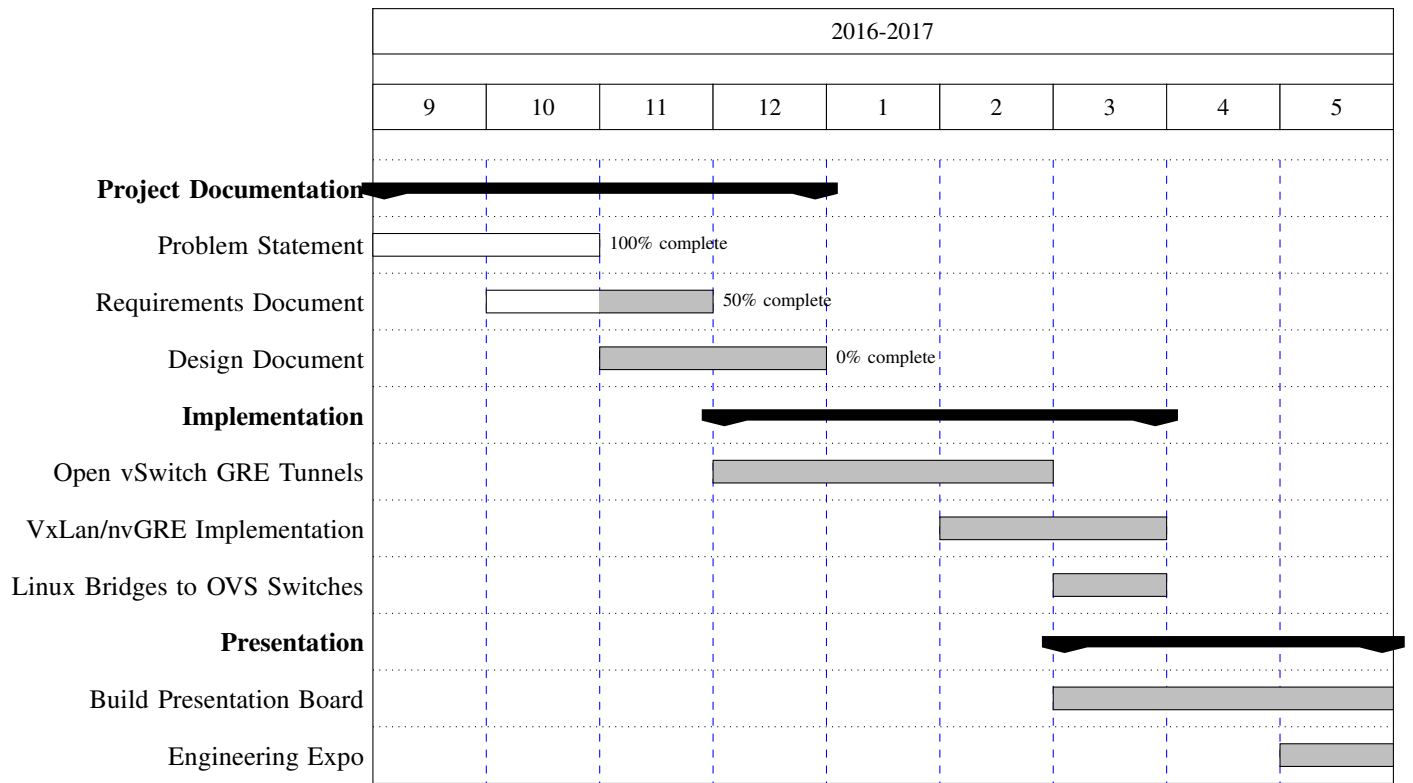 2016-2017
9 10 11 12 1 2 3 4 5
Project Documentation
Problem Statement 100% complete
Requirements Document 50% complete
Design Document 0% complete
Implementation
Open vSwitch GRE Tunnels
VxLan/nvGRE Implementation
Linux Bridges to OVS Switches
Presentation
Build Presentation Board
Engineering Expo